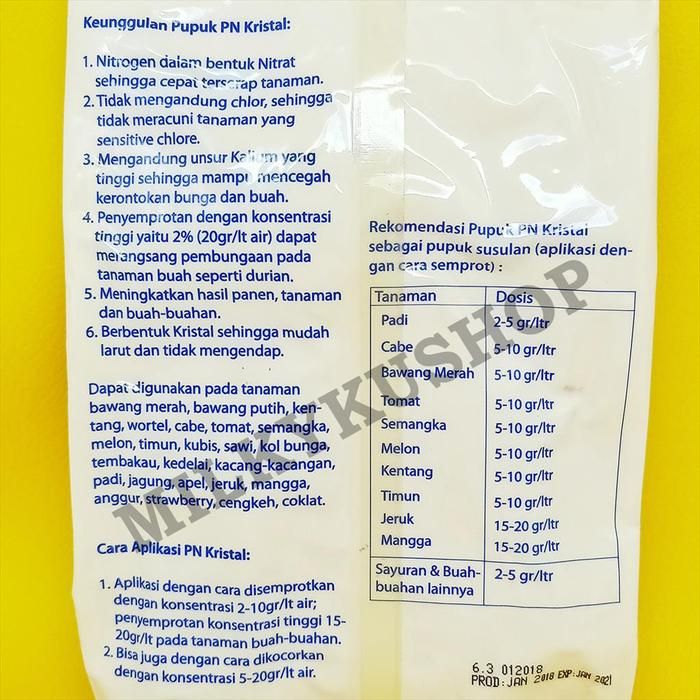 Keunggulan Pupuk PN Kristal:
1. Nitrogen dalam bentuk Nitrat
sehingga cepat terserap tanaman.
2. Tidak mengandung chlor, sehingga
tidak meracuni tanaman yang
sensitive chlore.
3. Mengandung unsur Kalium yang
tinggi sehingga mampu mencegah
kerontokan bunga dan buah.
4. Penyemprotan dengan konsentrasi
tinggi yaitu 2% (20gr/lt air) dapat
merangsang pembungaan pada
tanaman buah seperti durian.
5. Meningkatkan hasil panen, tanaman
dan buah-buahan.
6. Berbentuk Kristal sehingga mudah
larut dan tidak mengendap.
Dapat digunakan pada tanaman
bawang merah, bawang putih, ken-
tang, wortel, cabe, tomat, semangka,
melon, timun, kubis, sawi, kol bunga,
tembakau, kedelai, kacang-kacangan,
padi, jagung, apel, jeruk, mangga,
anggur, strawberry, cengkeh, coklat.
Cara Aplikasi PN Kristal:
1. Aplikasi dengan cara disemprotkan
dengan konsentrasi 2-10gr/lt air;
penyemprotan konsentrasi tinggi 15-
20gr/lt pada tanaman buah-buahan.
2. Bisa juga dengan cara dikocorkan
dengan konsentrasi 5-20gr/lt air.
Rekomendasi Pupuk PN Kristal
sebagai pupuk susulan (aplikasi den-
gan cara semprot) :
Tanaman Dosis
Padi 2-5 gr/ltr
Cabe 5-10 gr/ltr
Bawang Merah 5-10 gr/ltr
Tomat 5-10 gr/ltr
Semangka 5-10 gr/ltr
Melon 5-10 gr/ltr
Kentang 5-10 gr/ltr
Timun 5-10 gr/ltr
Jeruk 15-20 gr/ltr
Mangga 15-20 gr/ltr
Sayuran & Buah- 2-5 gr/ltr
buahan lainnya
6.3 012018
PROD:JAN 2018 EXP:JAN 2021
MILKYKUSHOP